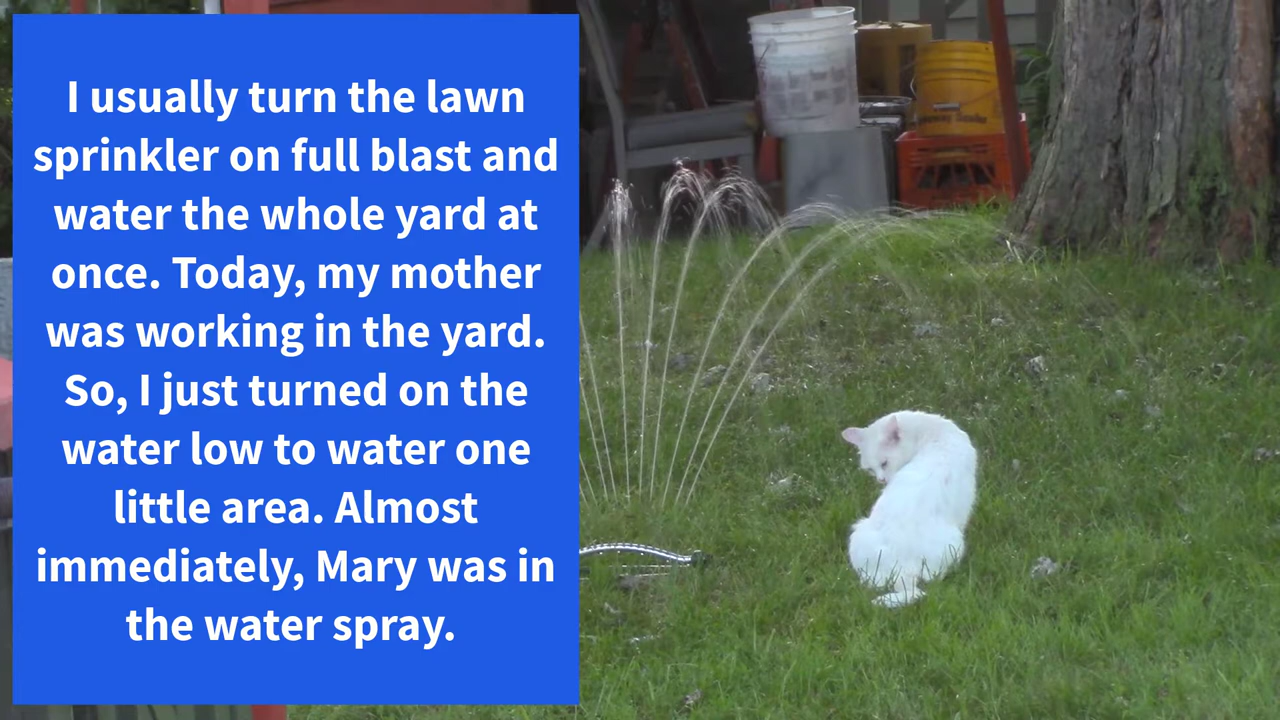 I usually turn the lawn
sprinkler on full blast and
water the whole yard at
once. Today, my mother
was working in the yard.
So, I just turned on the
water low to water one
little area. Almost
immediately, Mary was in
the water spray.